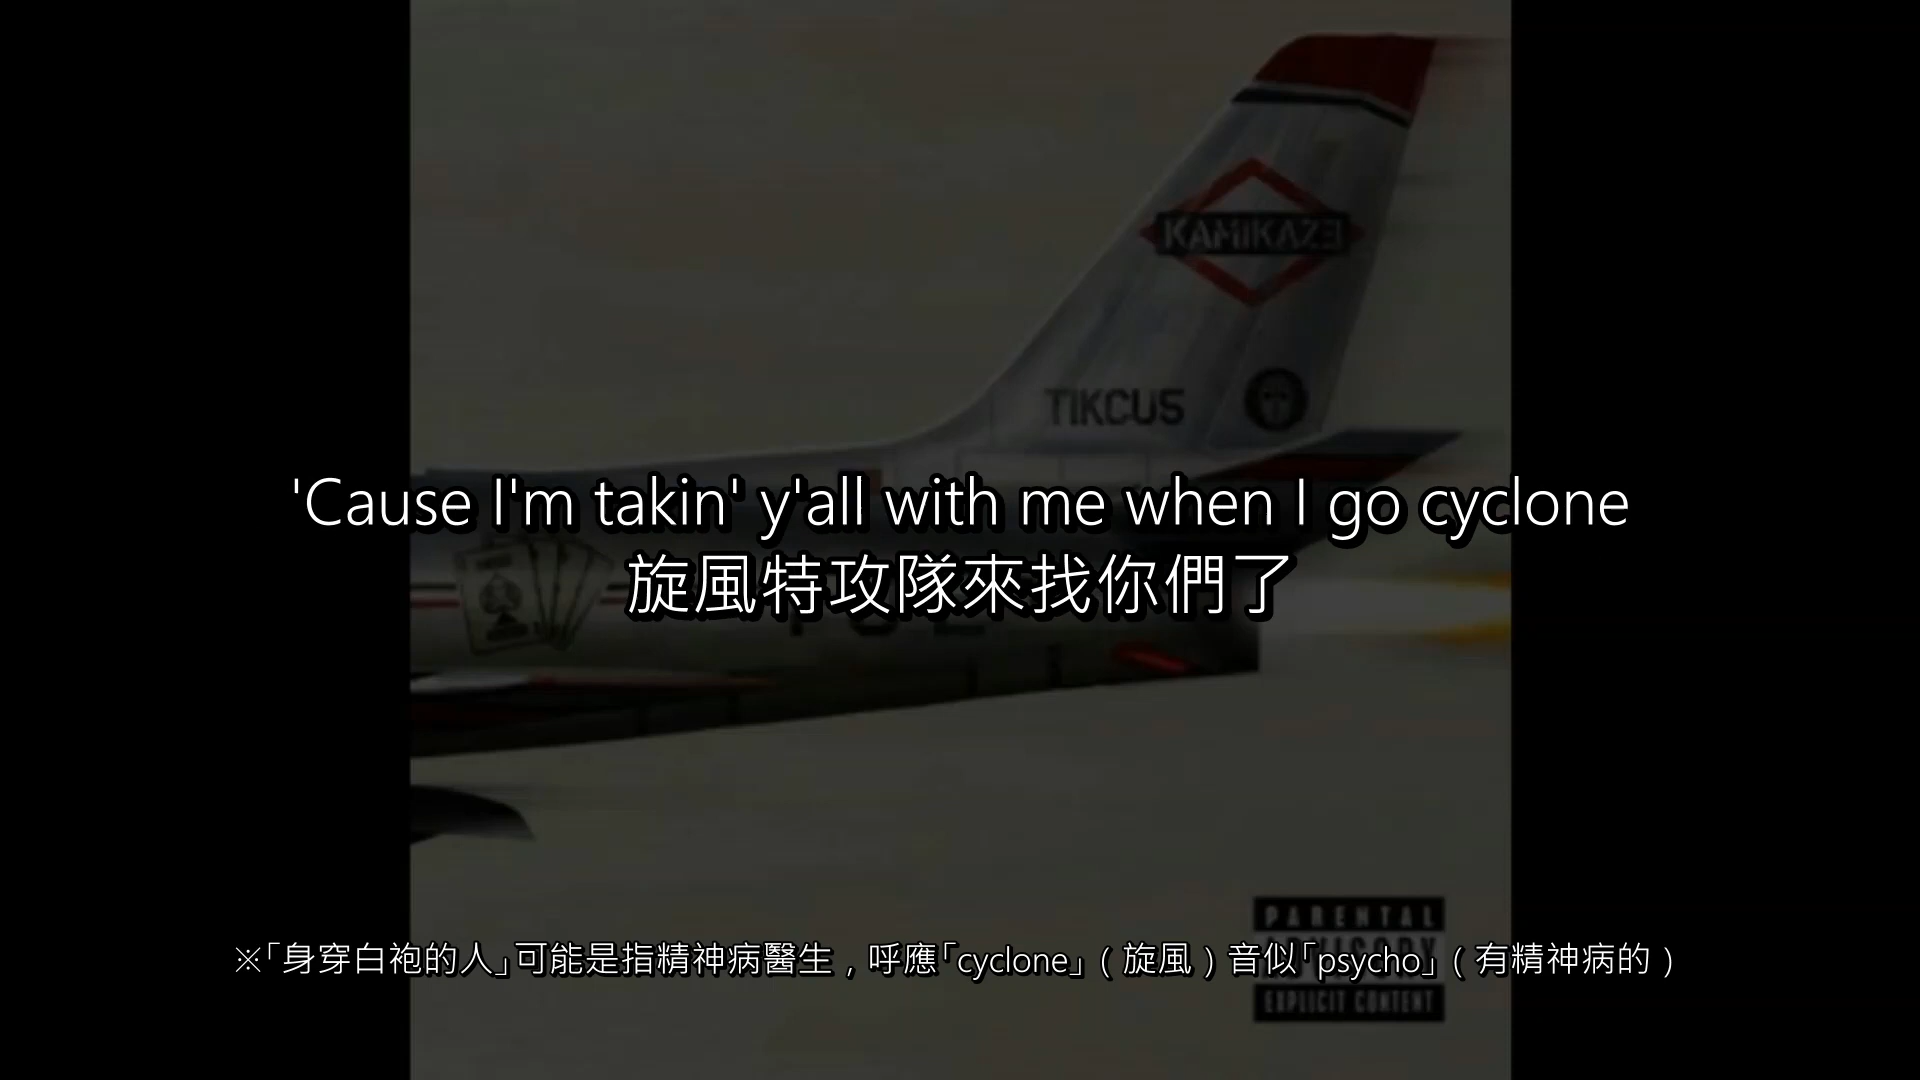 KAMIKAZE
TIKCU5
'Cause I'm takin' y'all with me when I go cyclone
旋風特攻隊來找你們了
※「身穿白袍的人」可能是指精神病醫生，呼應「cyclone」（旋風）音似「psycho」（有精神病的）
PARENTAL
ADVISORY
EXPLICIT CONTENT